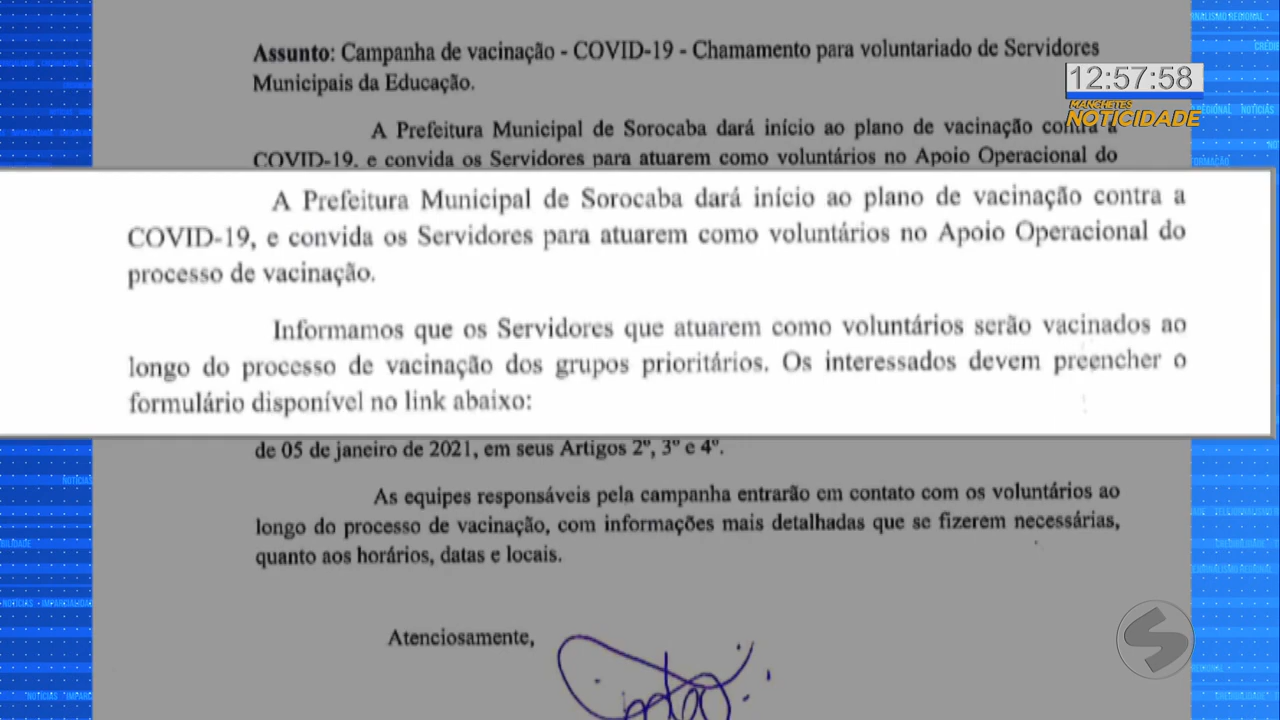 Assunto: Campanha de vacinação - COVID-19 - Chamamento para voluntariado de Servidores
Municipais da Educação.
12:57:58
MANCHETES
NOTICIDADE
A Prefeitura Municipal de Sorocaba dará início ao plano de vacinação contra a
COVID-19, e convida os Servidores para atuarem como voluntários no Apoio Operacional do
A Prefeitura Municipal de Sorocaba dará início ao plano de vacinação contra a
COVID-19, e convida os Servidores para atuarem como voluntários no Apoio Operacional do
processo de vacinação.
Informamos que os Servidores que atuarem como voluntários serão vacinados ao
longo do processo de vacinação dos grupos prioritários. Os interessados devem preencher o
formulário disponível no link abaixo:
de 05 de janeiro de 2021, em seus Artigos 2º, 3º e 4º.
As equipes responsáveis pela campanha entrarão em contato com os voluntários ao
longo do processo de vacinação, com informações mais detalhadas que se fizerem necessárias,
quanto aos horários, datas e locais.
Atenciosamente,